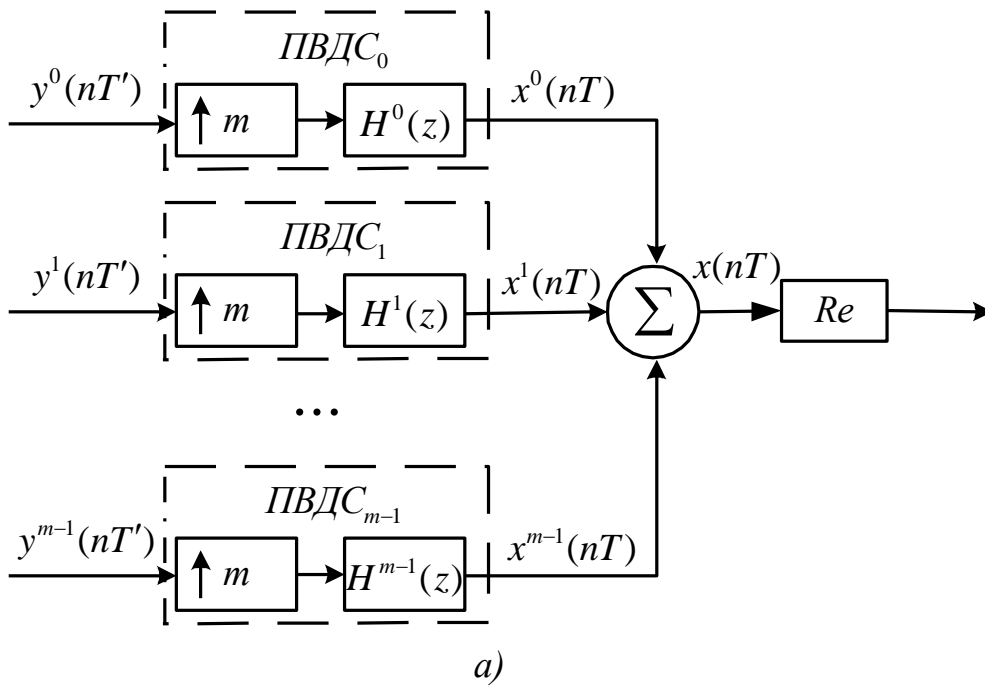 ПВДС₀
y⁰(nT′)
↑ m
H⁰(z)
x⁰(nT)
ПВДС₁
y¹(nT′)
↑ m
H¹(z)
x¹(nT)
∑
x(nT)
Re
...
ПВДСₘ₋₁
yᵐ⁻¹(nT′)
↑ m
Hᵐ⁻¹(z)
xᵐ⁻¹(nT)
а)